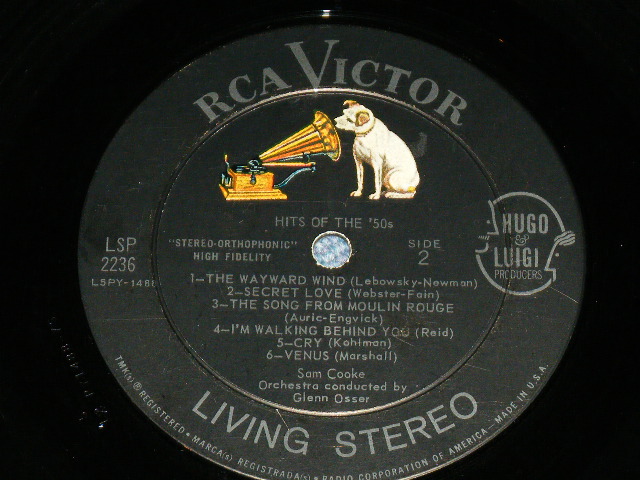 RCA VICTOR
HITS OF THE '50s
LSP
2236
L5PY-1488
"STEREO-ORTHOPHONIC"
HIGH FIDELITY
SIDE
2
HUGO
&
LUIGI
PRODUCERS
1—THE WAYWARD WIND (Lebowsky-Newman)
2—SECRET LOVE (Webster-Fain)
3—THE SONG FROM MOULIN ROUGE
(Auric-Engvick)
4—I'M WALKING BEHIND YOU (Reid)
5—CRY (Kohlman)
6—VENUS (Marshall)
Sam Cooke
Orchestra conducted by
Glenn Osser
LIVING STEREO
TMK(s) ® REGISTERED • MARCA(s) REGISTRADA(s) • RADIO CORPORATION OF AMERICA—MADE IN U.S.A.